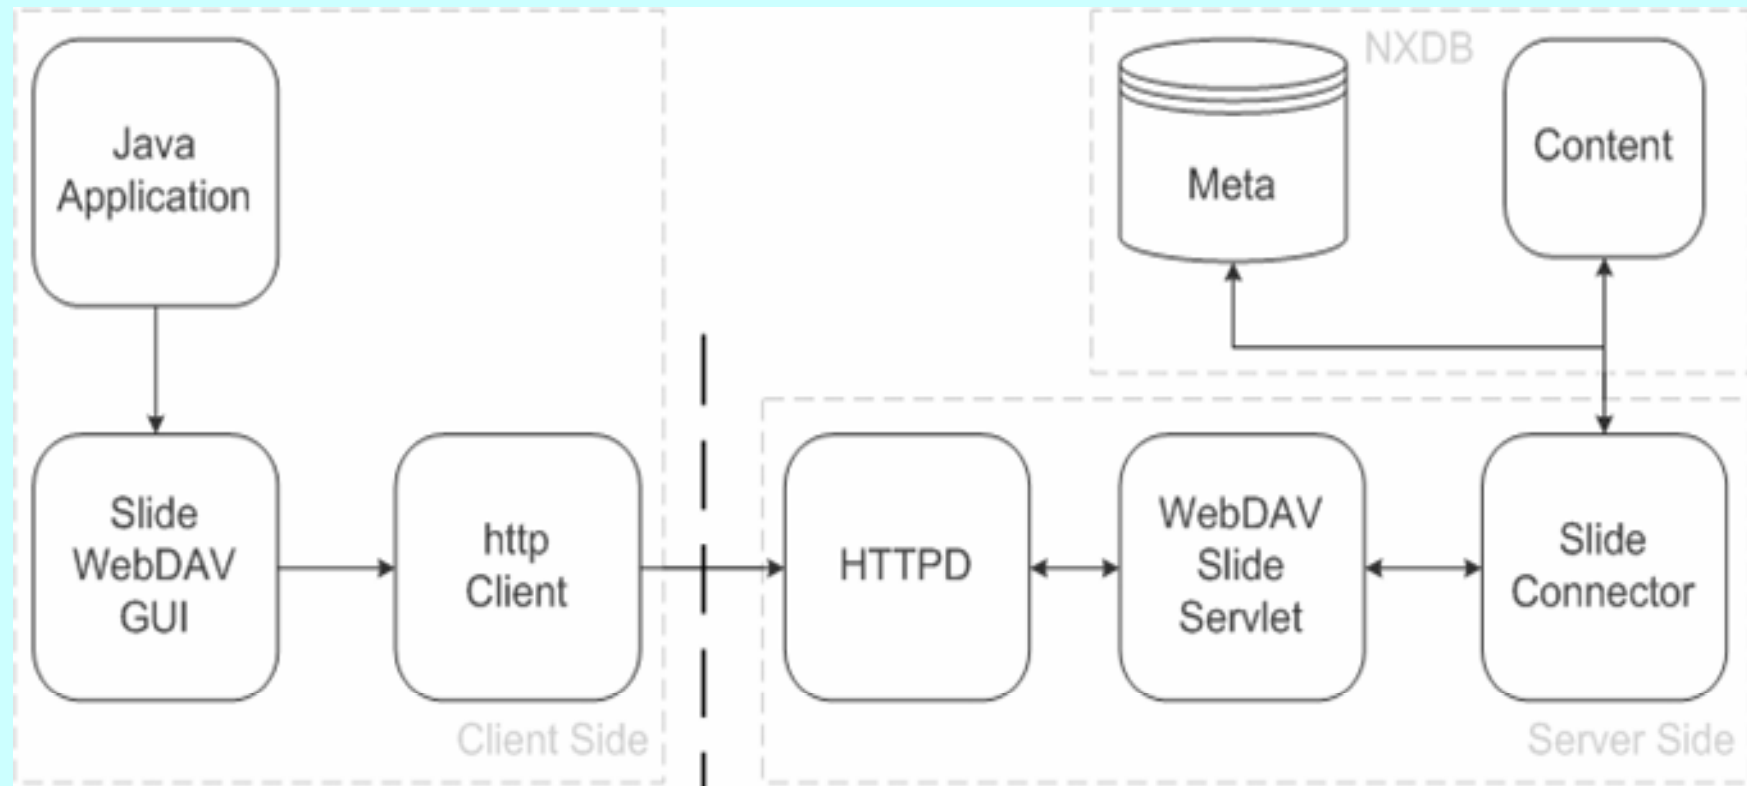 NXDB
Java
Application
Meta
Content
Slide
WebDAV
GUI
http
Client
HTTPD
WebDAV
Slide
Servlet
Slide
Connector
Client Side
Server Side